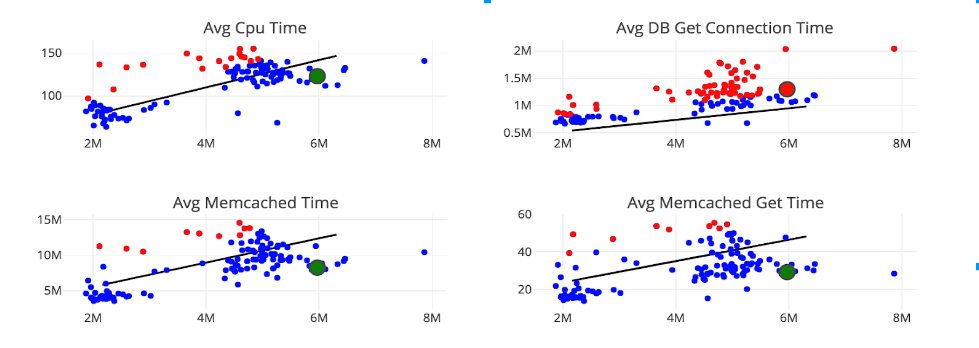 Avg Cpu Time
150
100
2M 4M 6M 8M
Avg DB Get Connection Time
2M
1.5M
1M
0.5M
2M 4M 6M 8M
Avg Memcached Time
15M
10M
5M
2M 4M 6M 8M
Avg Memcached Get Time
60
40
20
2M 4M 6M 8M